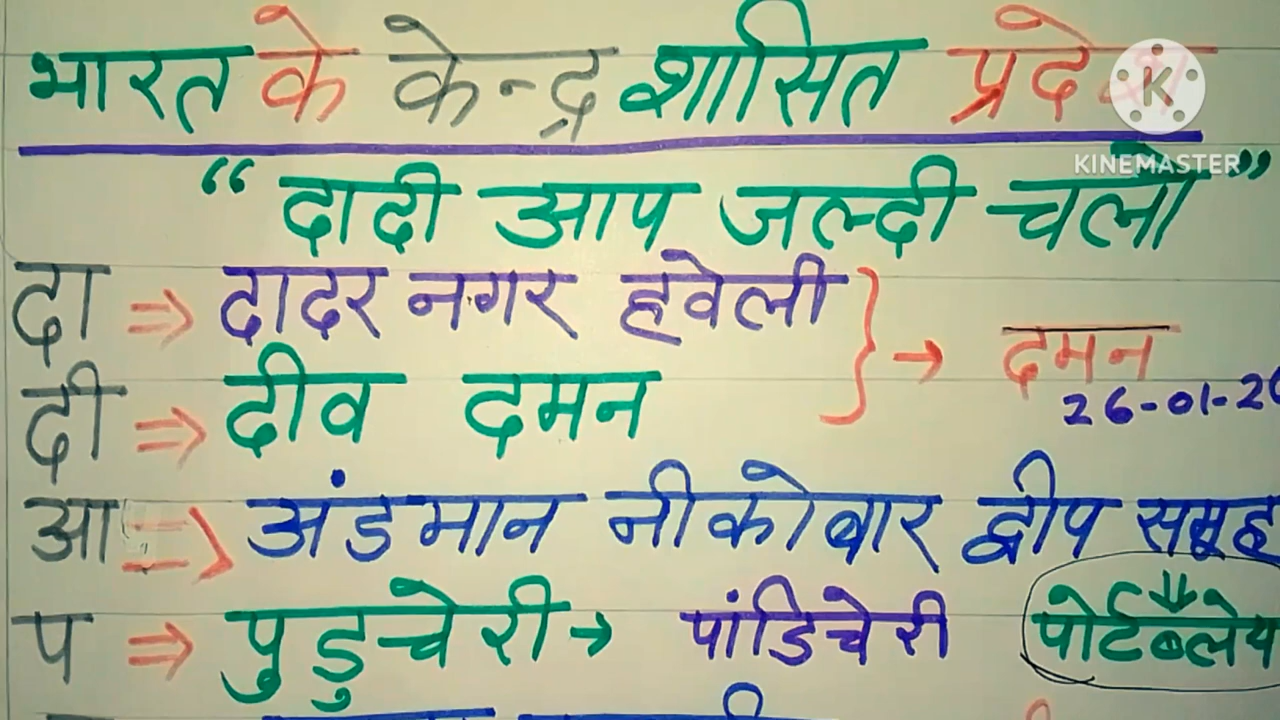 भारत के केन्द्र शासित प्रदेश
KINEMASTER
“दादी आप जल्दी चलो”
दा ⇒ दादर नगर हवेली } → दमन
दी ⇒ दीव दमन 26-01-20
आ ⇒ अंडमान नीकोबार द्वीप समूह
प ⇒ पुडुचेरी → पांडिचेरी पोर्टब्लेय